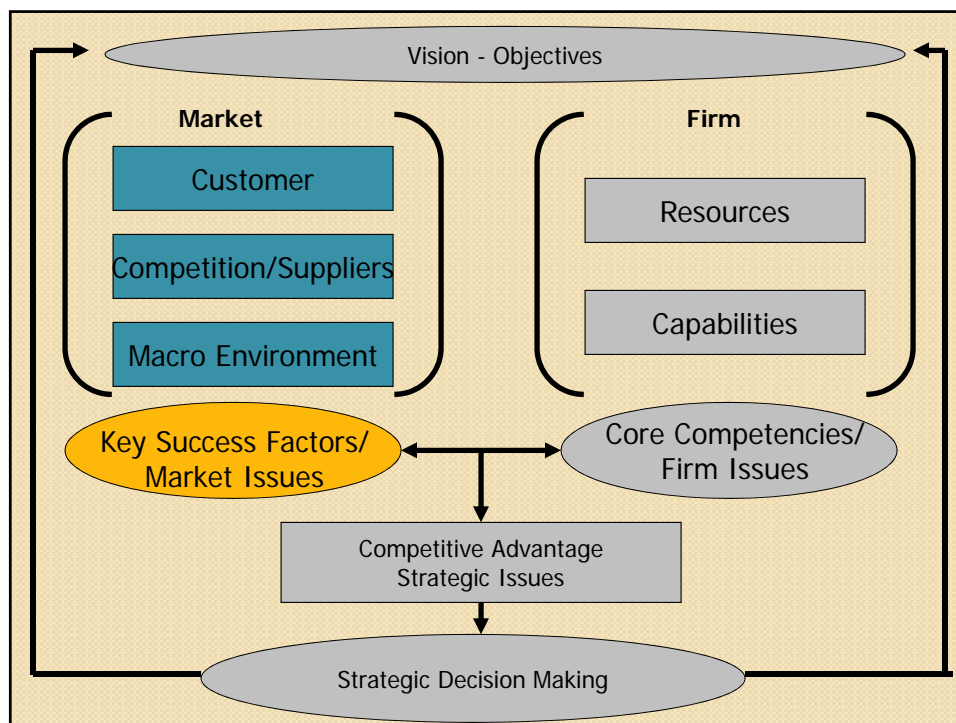 Vision - Objectives
Market
Customer
Competition/Suppliers
Macro Environment
Key Success Factors/
Market Issues
Firm
Resources
Capabilities
Core Competencies/
Firm Issues
Competitive Advantage
Strategic Issues
Strategic Decision Making